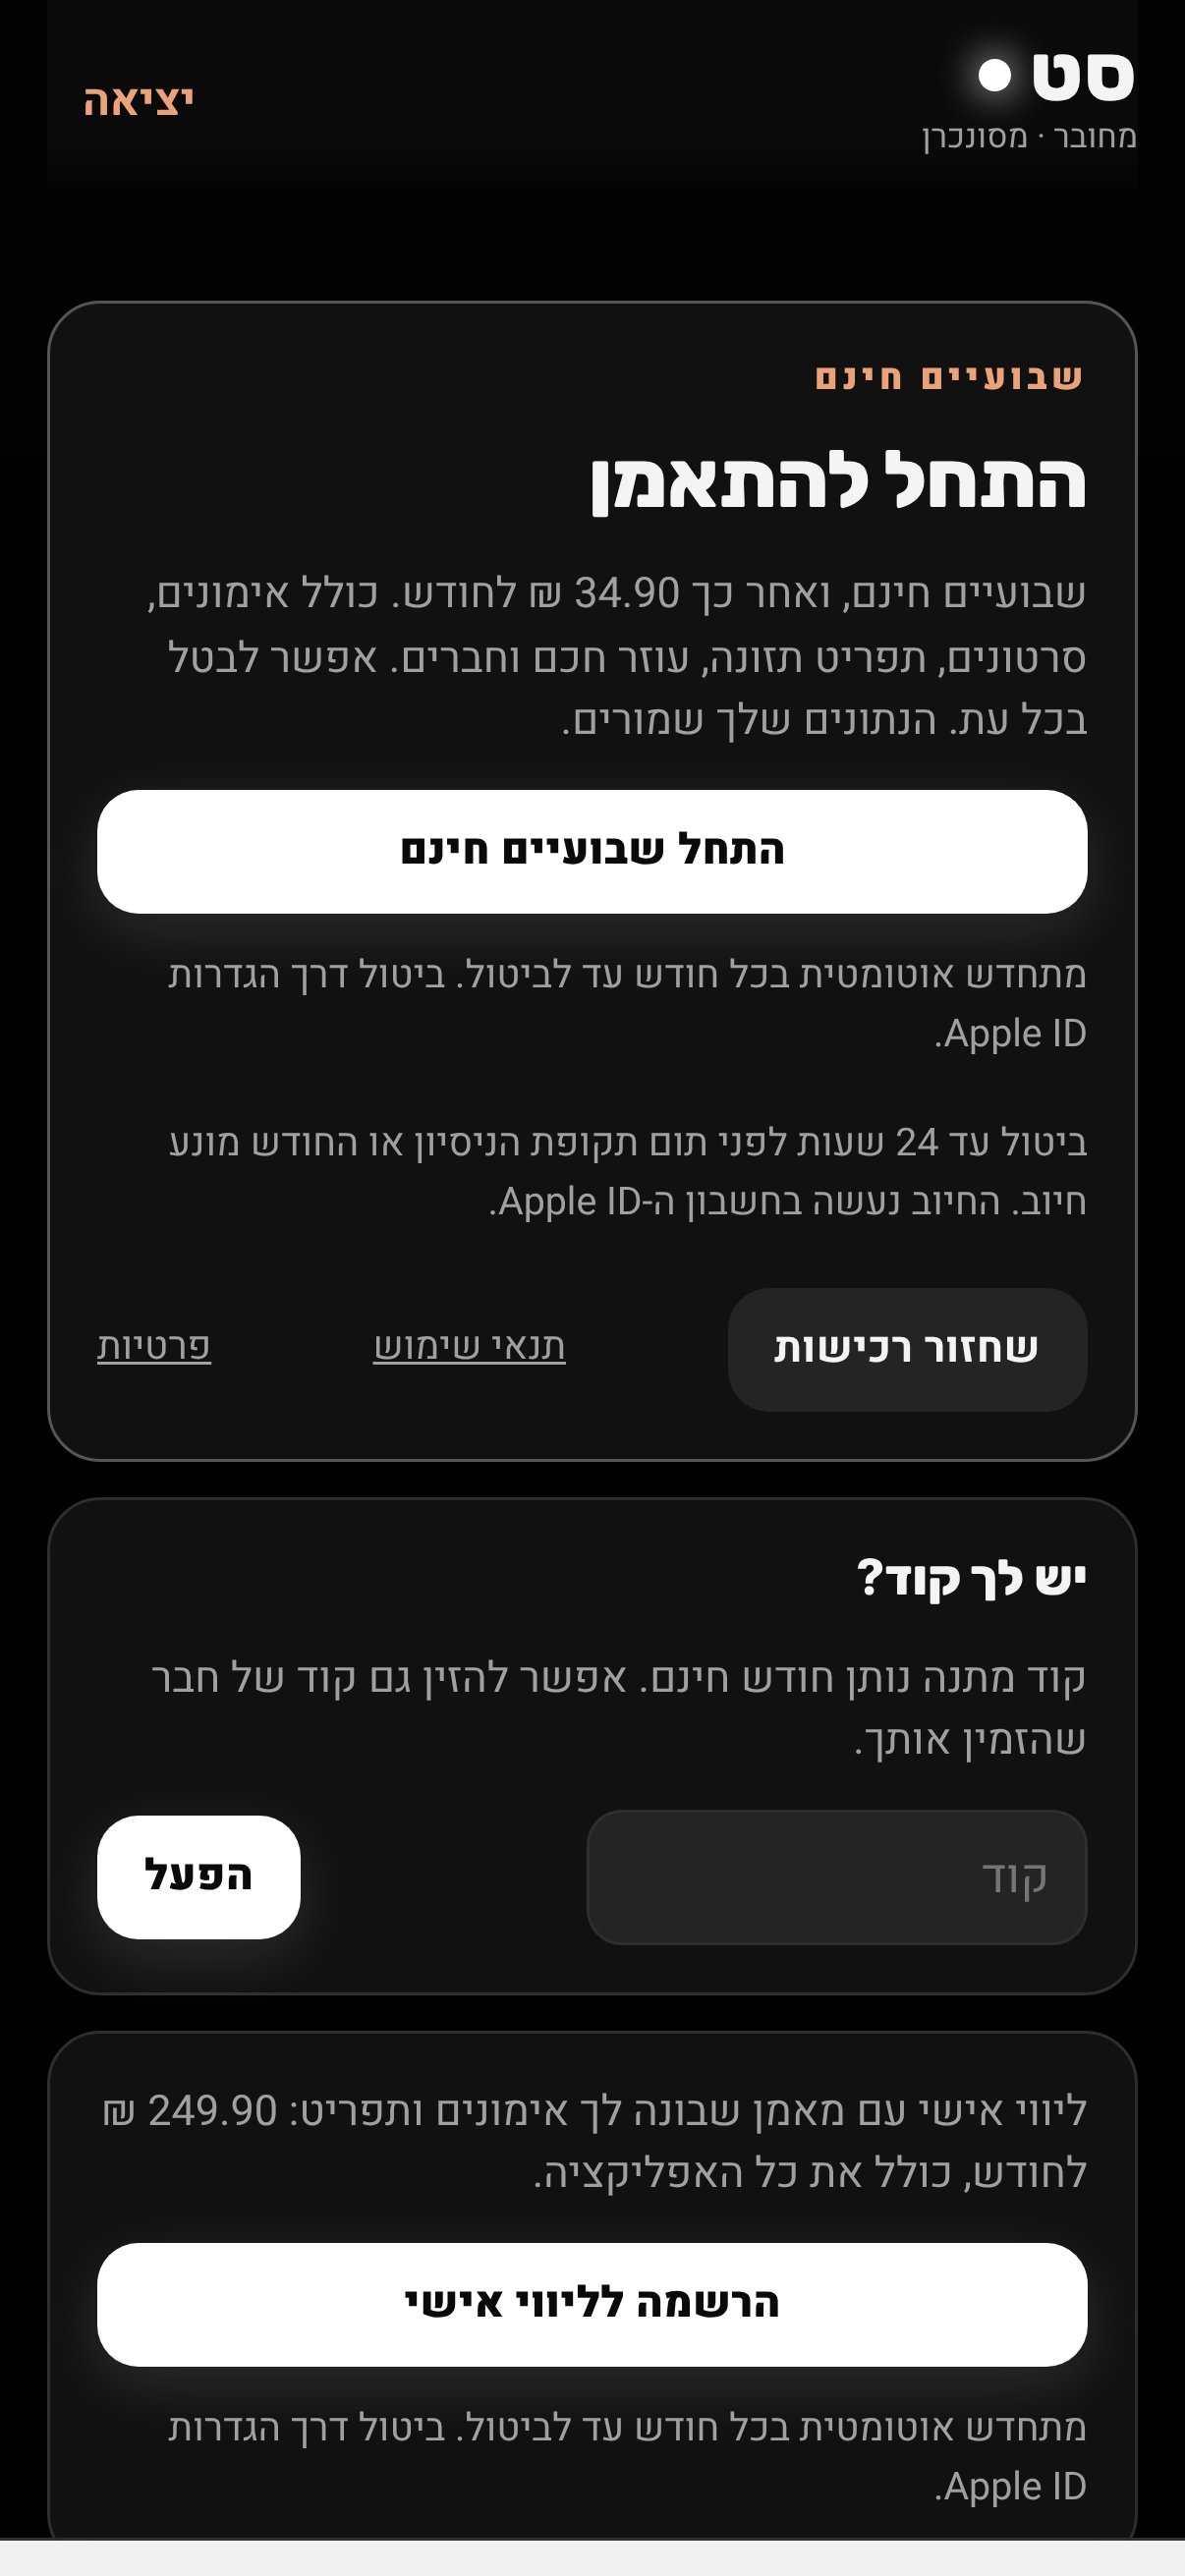 סט
מחובר · מסונכרן
יציאה
שבועיים חינם
התחל להתאמן
שבועיים חינם, ואחר כך 34.90 ₪ לחודש. כולל אימונים,
סרטונים, תפריט תזונה, עוזר חכם וחברים. אפשר לבטל
בכל עת. הנתונים שלך שמורים.
התחל שבועיים חינם
מתחדש אוטומטית בכל חודש עד לביטול. ביטול דרך הגדרות
Apple ID.
ביטול עד 24 שעות לפני תום תקופת הניסיון או החודש מונע
חיוב. החיוב נעשה בחשבון ה-Apple ID.
שחזור רכישות
תנאי שימוש
פרטיות
יש לך קוד?
קוד מתנה נותן חודש חינם. אפשר להזין גם קוד של חבר
שהזמין אותך.
קוד
הפעל
ליווי אישי עם מאמן שבונה לך אימונים ותפריט: 249.90 ₪
לחודש, כולל את כל האפליקציה.
הרשמה לליווי אישי
מתחדש אוטומטית בכל חודש עד לביטול. ביטול דרך הגדרות
Apple ID.